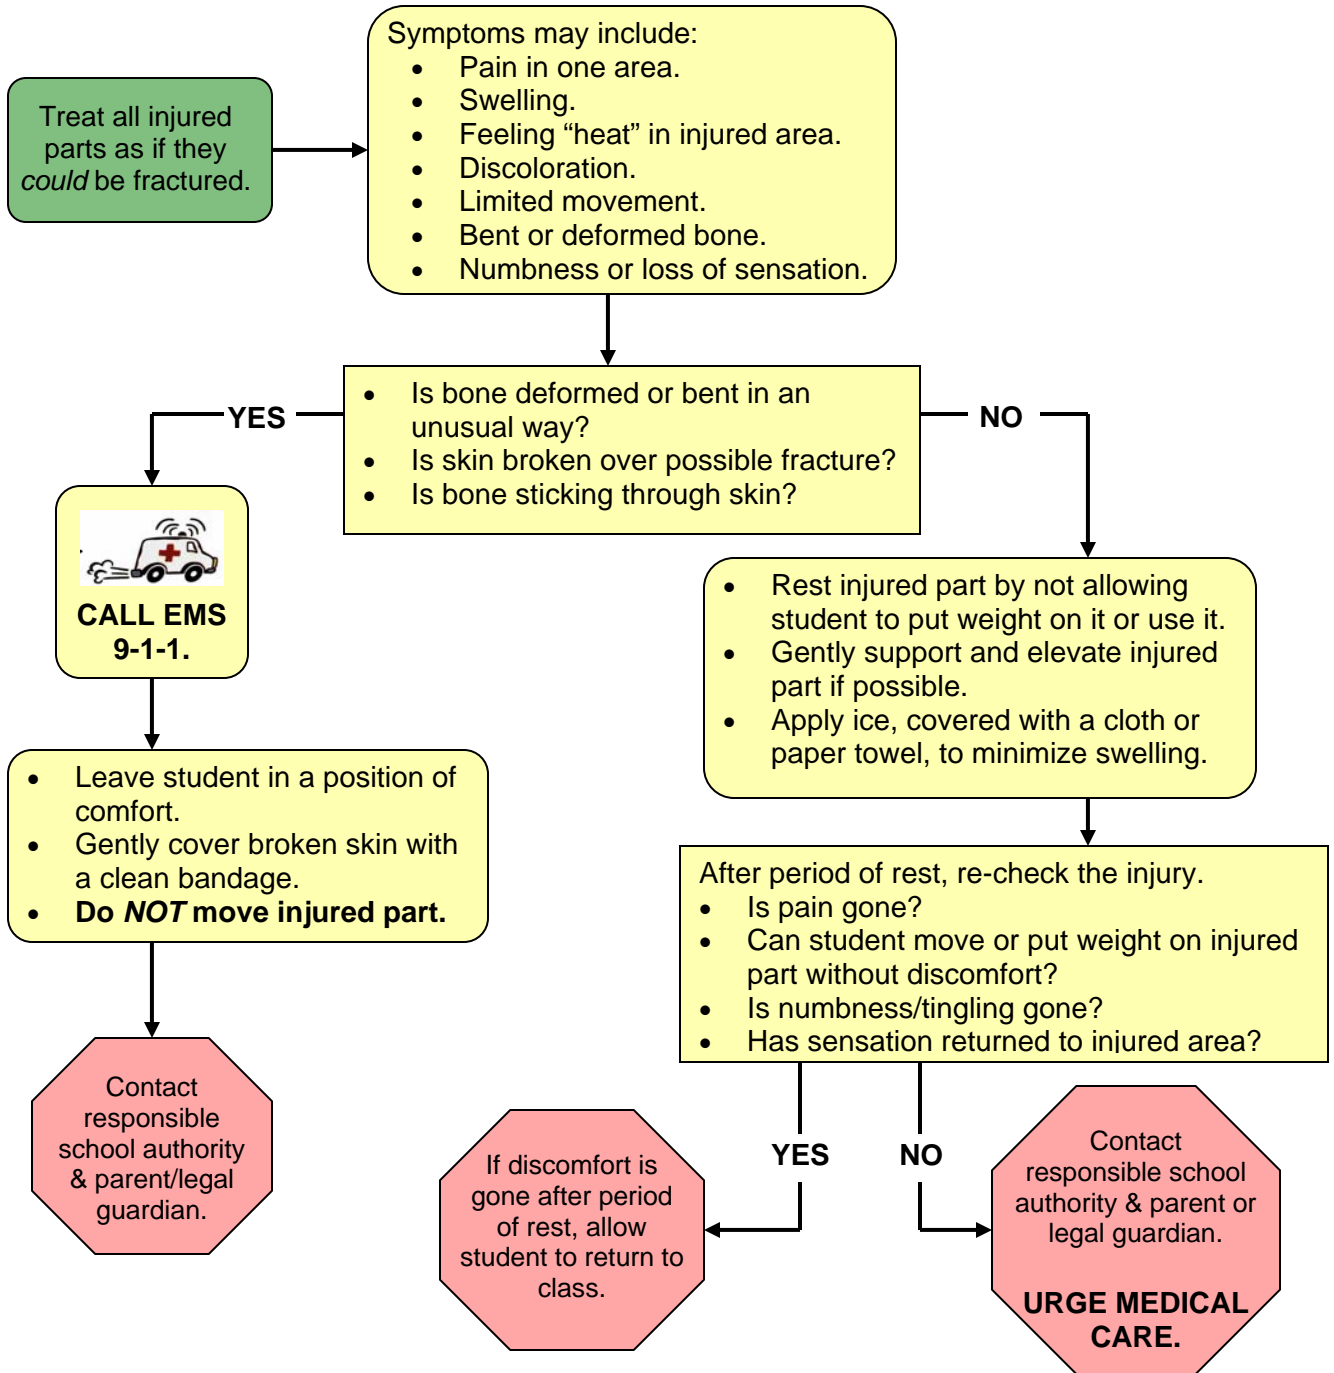 Treat all injured
parts as if they
could be fractured.
Symptoms may include:
• Pain in one area.
• Swelling.
• Feeling “heat” in injured area.
• Discoloration.
• Limited movement.
• Bent or deformed bone.
• Numbness or loss of sensation.
• Is bone deformed or bent in an
unusual way?
• Is skin broken over possible fracture?
• Is bone sticking through skin?
YES
NO
CALL EMS
9-1-1.
• Leave student in a position of
comfort.
• Gently cover broken skin with
a clean bandage.
• Do NOT move injured part.
Contact
responsible
school authority
& parent/legal
guardian.
• Rest injured part by not allowing
student to put weight on it or use it.
• Gently support and elevate injured
part if possible.
• Apply ice, covered with a cloth or
paper towel, to minimize swelling.
After period of rest, re-check the injury.
• Is pain gone?
• Can student move or put weight on injured
part without discomfort?
• Is numbness/tingling gone?
• Has sensation returned to injured area?
YES
NO
If discomfort is
gone after period
of rest, allow
student to return to
class.
Contact
responsible school
authority & parent or
legal guardian.
URGE MEDICAL
CARE.